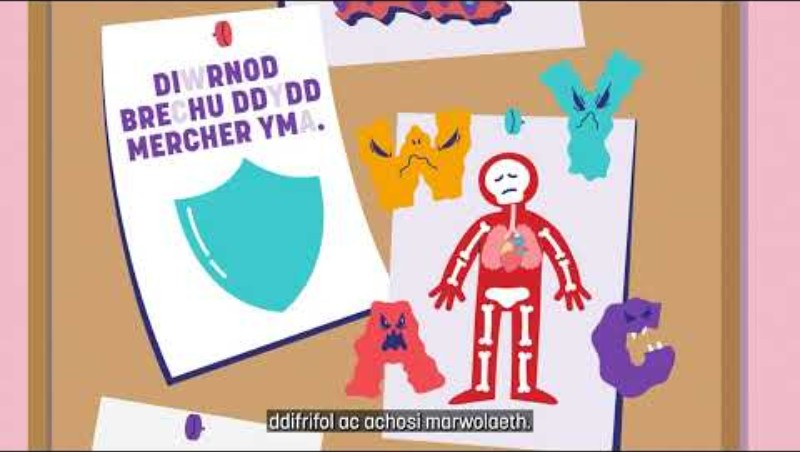 DIWRNOD
BRECHU DDYDD
MERCHER YMA.
W
Y
A
C
ddifrifol ac achosi marwolaeth.